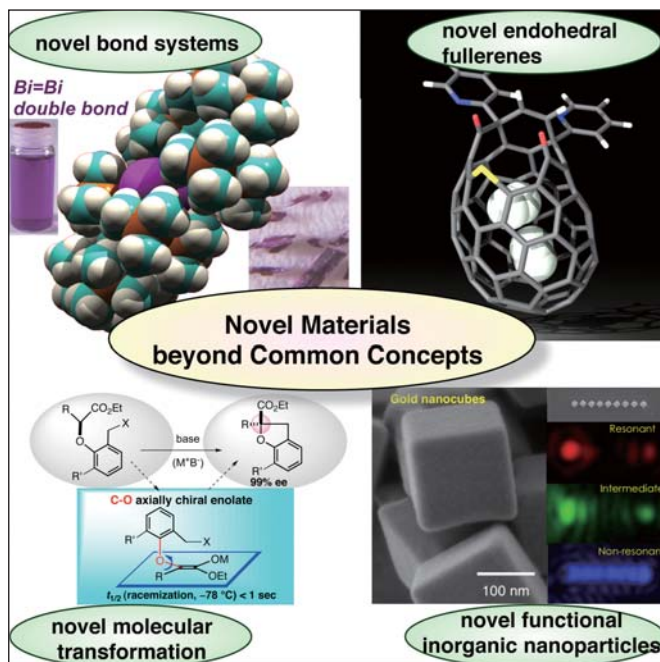 novel bond systems
Bi=Bi
double bond
novel endohedral
fullerenes
Novel Materials
beyond Common Concepts
R
CO₂Et
O
X
R'
base
(M⁺B⁻)
CO₂Et
R
O
R'
99% ee
C-O axially chiral enolate
R'
X
O
OM
R
OEt
t₁/₂ (racemization, −78 °C) < 1 sec
Gold nanocubes
100 nm
Resonant
Intermediate
Non-resonant
novel molecular
transformation
novel functional
inorganic nanoparticles